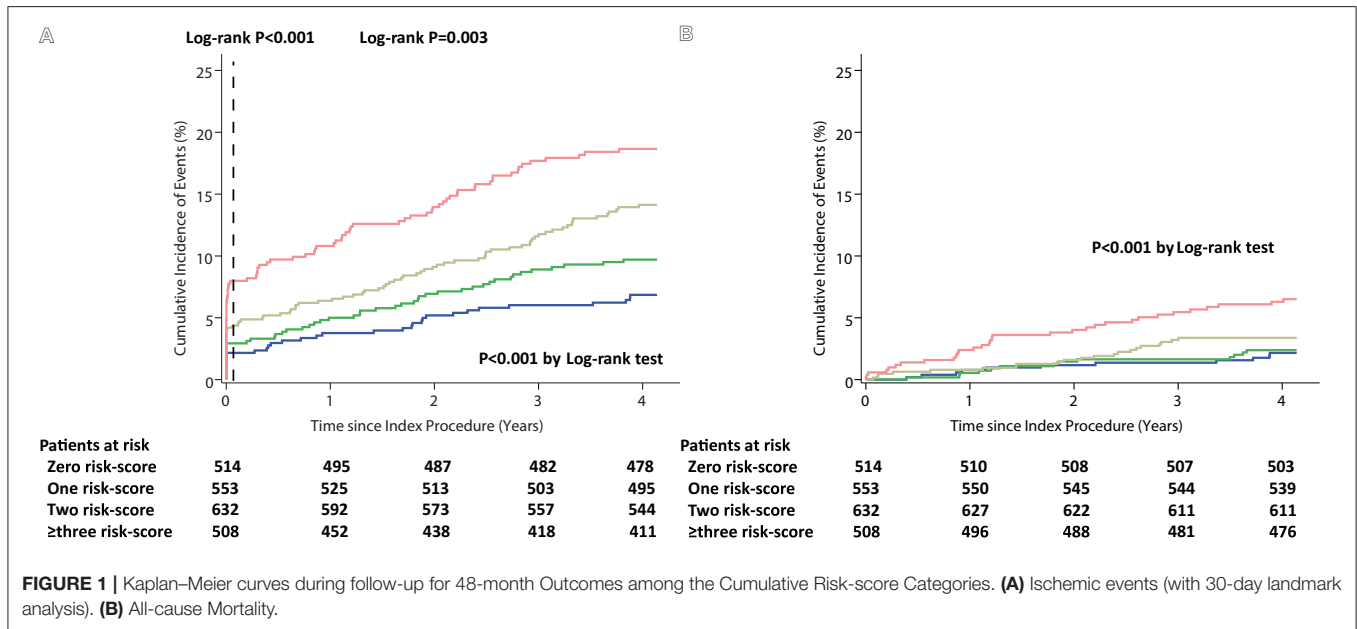 A
Log-rank P<0.001 Log-rank P=0.003
25
20
15
10
5
0
Cumulative Incidence of Events (%)
P<0.001 by Log-rank test
0 1 2 3 4
Time since Index Procedure (Years)
Patients at risk
Zero risk-score 514 495 487 482 478
One risk-score 553 525 513 503 495
Two risk-score 632 592 573 557 544
≥three risk-score 508 452 438 418 411
B
25
20
15
10
5
0
Cumulative Incidence of Events (%)
P<0.001 by Log-rank test
0 1 2 3 4
Time since Index Procedure (Years)
Patients at risk
Zero risk-score 514 510 508 507 503
One risk-score 553 550 545 544 539
Two risk-score 632 627 622 611 611
≥three risk-score 508 496 488 481 476
FIGURE 1 | Kaplan–Meier curves during follow-up for 48-month Outcomes among the Cumulative Risk-score Categories. (A) Ischemic events (with 30-day landmark
analysis). (B) All-cause Mortality.